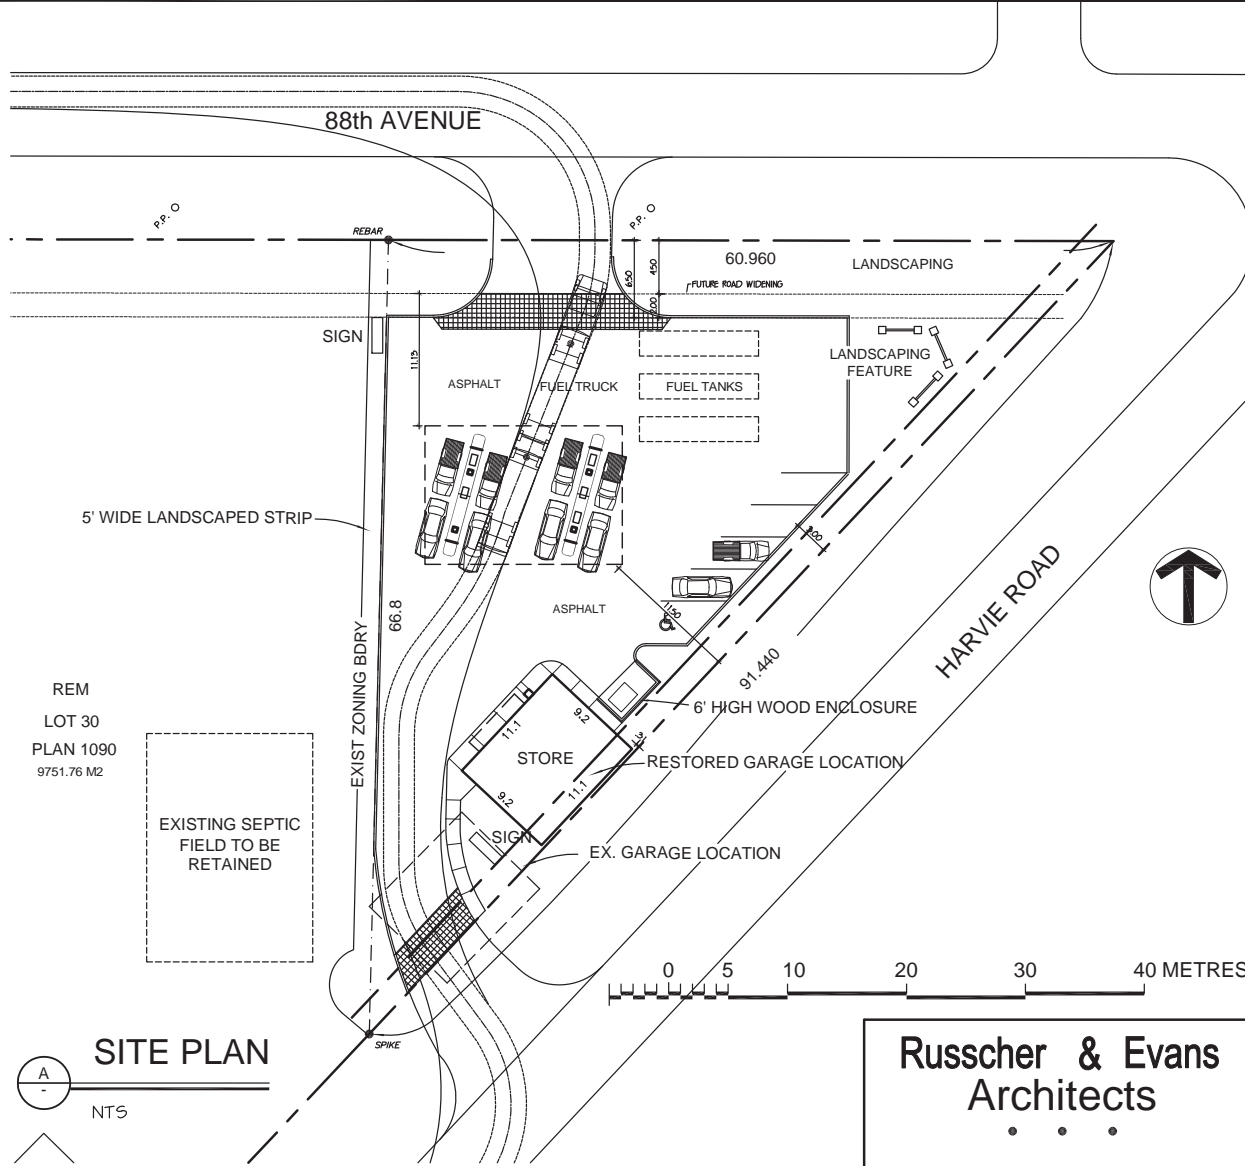 88th AVENUE
P.P.
P.P.
REBAR
6.50
4.50
60.960
LANDSCAPING
FUTURE ROAD WIDENING
2.00
SIGN
11.13
ASPHALT
FUEL TRUCK
FUEL TANKS
LANDSCAPING
FEATURE
5' WIDE LANDSCAPED STRIP
3.00
HARVIE ROAD
66.8
ASPHALT
11.50
EXIST ZONING BDRY
91.440
REM
LOT 30
PLAN 1090
9751.76 M2
6' HIGH WOOD ENCLOSURE
9.2
11.1
STORE
RESTORED GARAGE LOCATION
9.2
11.1
EXISTING SEPTIC
FIELD TO BE
RETAINED
SIGN
EX. GARAGE LOCATION
0 5 10 20 30 40 METRES
SPIKE
A
-
SITE PLAN
NTS
Russcher & Evans
Architects